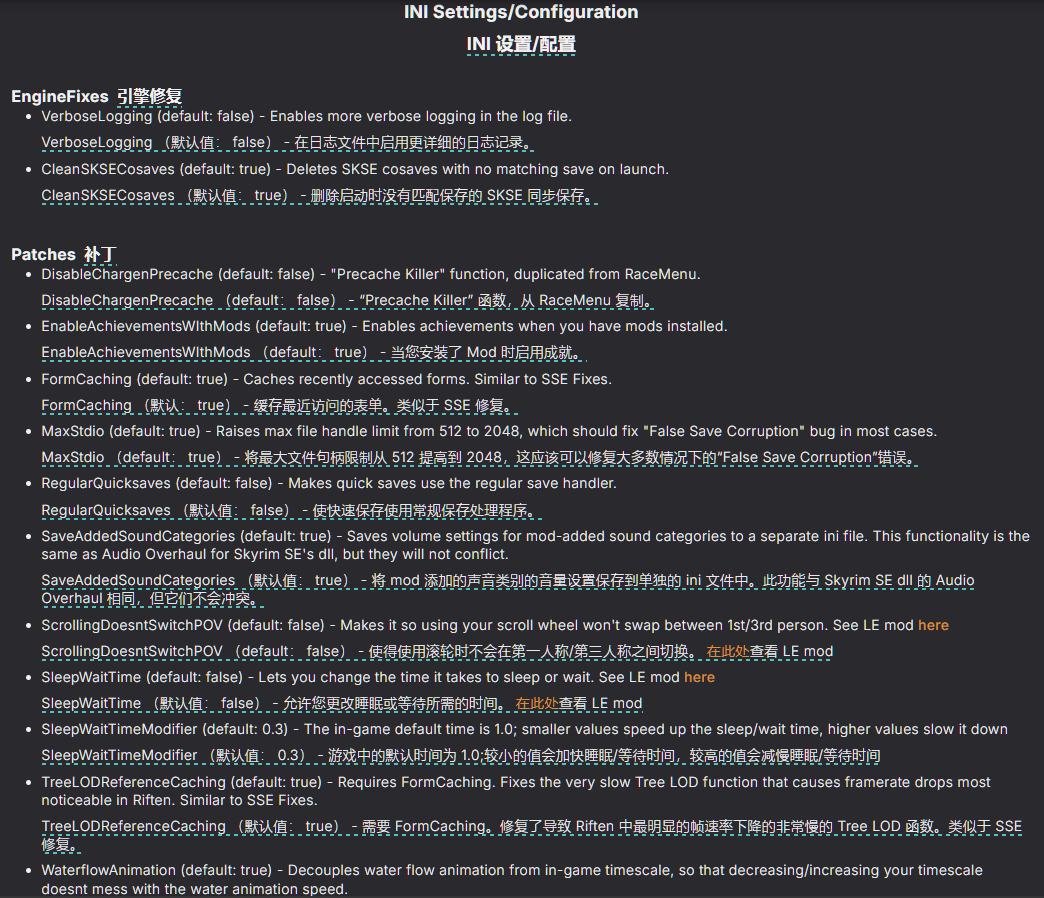 INI Settings/Configuration
INI 设置/配置
EngineFixes 引擎修复
• VerboseLogging (default: false) - Enables more verbose logging in the log file.
VerboseLogging （默认值： false） - 在日志文件中启用更详细的日志记录。
• CleanSKSECosaves (default: true) - Deletes SKSE cosaves with no matching save on launch.
CleanSKSECosaves （默认值： true） - 删除启动时没有匹配保存的 SKSE 同步保存。
Patches 补丁
• DisableChargenPrecache (default: false) - "Precache Killer" function, duplicated from RaceMenu.
DisableChargenPrecache （default： false） - “Precache Killer” 函数，从 RaceMenu 复制。
• EnableAchievementsWIthMods (default: true) - Enables achievements when you have mods installed.
EnableAchievementsWIthMods （default： true） - 当您安装了 Mod 时启用成就。
• FormCaching (default: true) - Caches recently accessed forms. Similar to SSE Fixes.
FormCaching （默认： true） - 缓存最近访问的表单。类似于 SSE 修复。
• MaxStdio (default: true) - Raises max file handle limit from 512 to 2048, which should fix "False Save Corruption" bug in most cases.
MaxStdio （default： true） - 将最大文件句柄限制从 512 提高到 2048，这应该可以修复大多数情况下的“False Save Corruption”错误。
• RegularQuicksaves (default: false) - Makes quick saves use the regular save handler.
RegularQuicksaves （默认值： false） - 使快速保存使用常规保存处理程序。
• SaveAddedSoundCategories (default: true) - Saves volume settings for mod-added sound categories to a separate ini file. This functionality is the
same as Audio Overhaul for Skyrim SE's dll, but they will not conflict.
SaveAddedSoundCategories （默认值： true） - 将 mod 添加的声音类别的音量设置保存到单独的 ini 文件中。此功能与 Skyrim SE dll 的 Audio
Overhaul 相同，但它们不会冲突。
• ScrollingDoesntSwitchPOV (default: false) - Makes it so using your scroll wheel won't swap between 1st/3rd person. See LE mod here
ScrollingDoesntSwitchPOV （default： false） - 使得使用滚轮时不会在第一人称/第三人称之间切换。 在此处查看 LE mod
• SleepWaitTime (default: false) - Lets you change the time it takes to sleep or wait. See LE mod here
SleepWaitTime （默认值： false） - 允许您更改睡眠或等待所需的时间。 在此处查看 LE mod
• SleepWaitTimeModifier (default: 0.3) - The in-game default time is 1.0; smaller values speed up the sleep/wait time, higher values slow it down
SleepWaitTimeModifier （默认值： 0.3） - 游戏中的默认时间为 1.0;较小的值会加快睡眠/等待时间，较高的值会减慢睡眠/等待时间
• TreeLODReferenceCaching (default: true) - Requires FormCaching. Fixes the very slow Tree LOD function that causes framerate drops most
noticeable in Riften. Similar to SSE Fixes.
TreeLODReferenceCaching （默认值： true） - 需要 FormCaching。修复了导致 Riften 中最明显的帧速率下降的非常慢的 Tree LOD 函数。类似于 SSE
修复。
• WaterflowAnimation (default: true) - Decouples water flow animation from in-game timescale, so that decreasing/increasing your timescale
doesnt mess with the water animation speed.